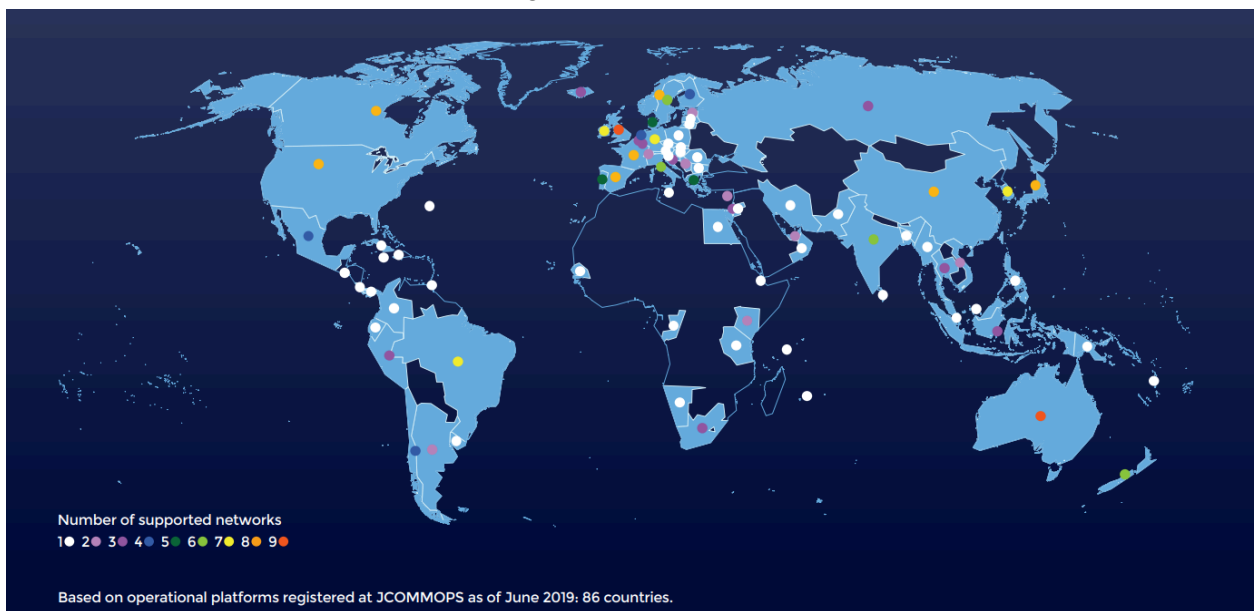 Number of supported networks
1 2 3 4 5 6 7 8 9
Based on operational platforms registered at JCOMMOPS as of June 2019: 86 countries.